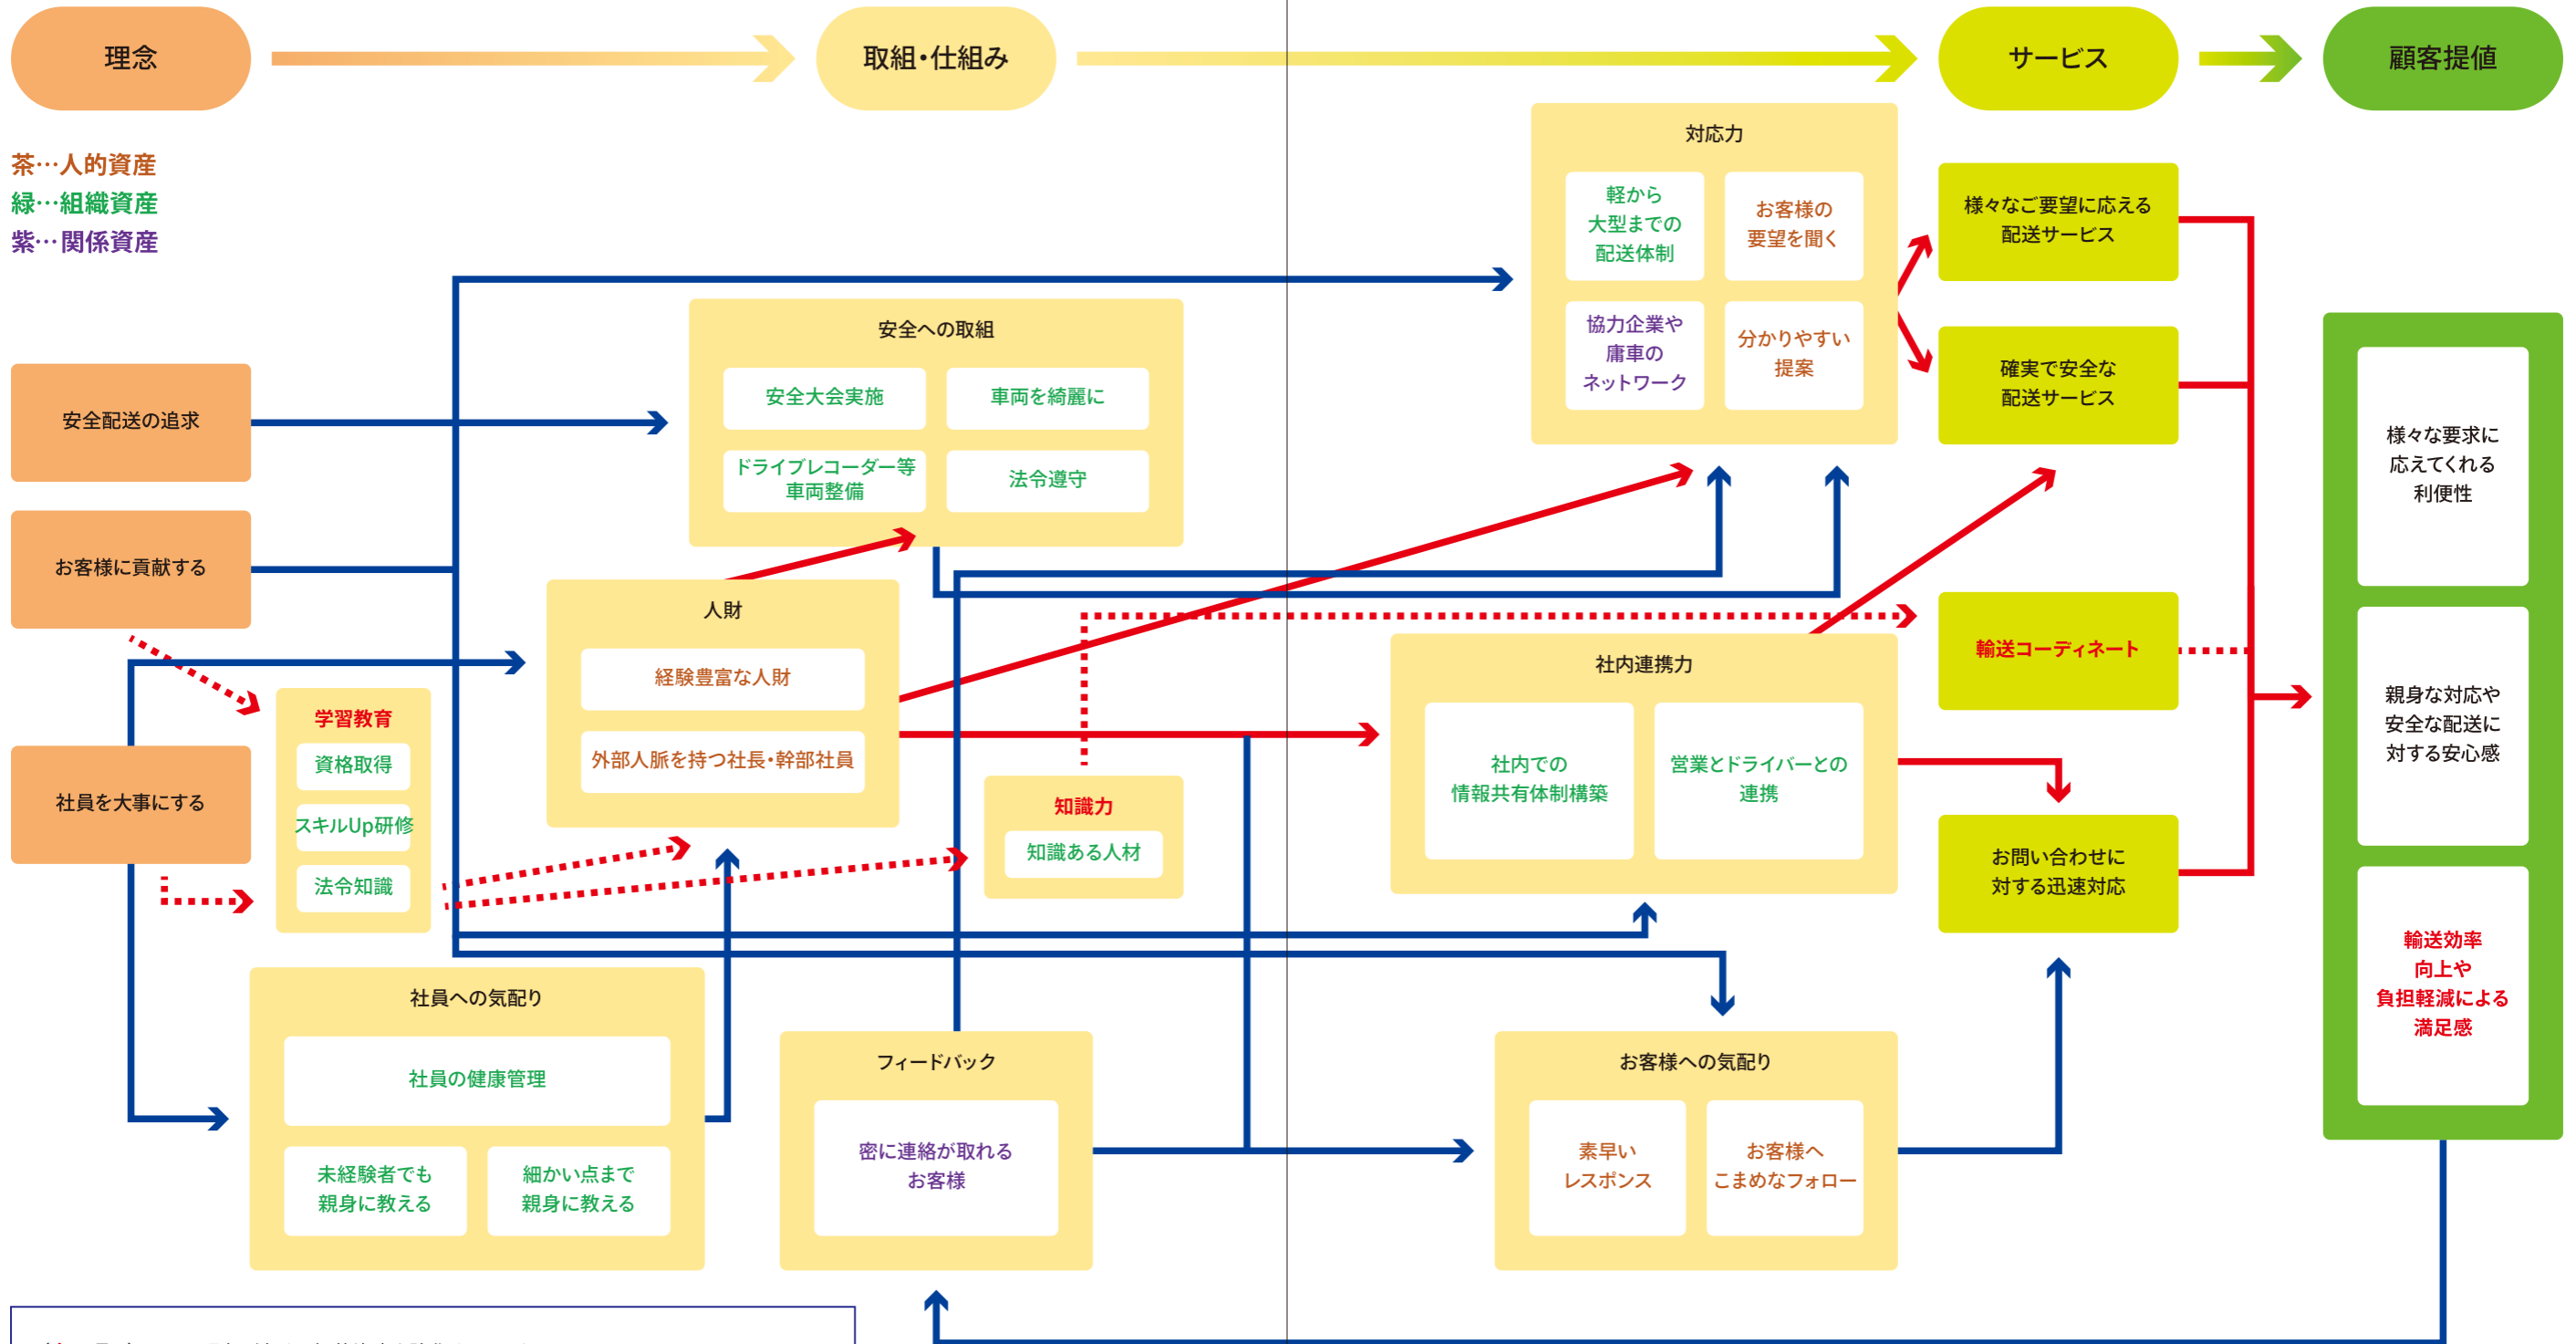 理念
取組・仕組み
サービス
顧客提値
茶…人的資産
緑…組織資産
紫…関係資産
安全配送の追求
お客様に貢献する
社員を大事にする
学習教育
資格取得
スキルUp研修
法令知識
安全への取組
安全大会実施
車両を綺麗に
ドライブレコーダー等
車両整備
法令遵守
人財
経験豊富な人財
外部人脈を持つ社長・幹部社員
知識力
知識ある人材
社員への気配り
社員の健康管理
未経験者でも
親身に教える
細かい点まで
親身に教える
フィードバック
密に連絡が取れる
お客様
対応力
軽から
大型までの
配送体制
お客様の
要望を聞く
協力企業や
庸車の
ネットワーク
分かりやすい
提案
社内連携力
社内での
情報共有体制構築
営業とドライバーとの
連携
お客様への気配り
素早い
レスポンス
お客様へ
こまめなフォロー
様々なご要望に応える
配送サービス
確実で安全な
配送サービス
輸送コーディネート
お問い合わせに
対する迅速対応
様々な要求に
応えてくれる
利便性
親身な対応や
安全な配送に
対する安心感
輸送効率
向上や
負担軽減による
満足感